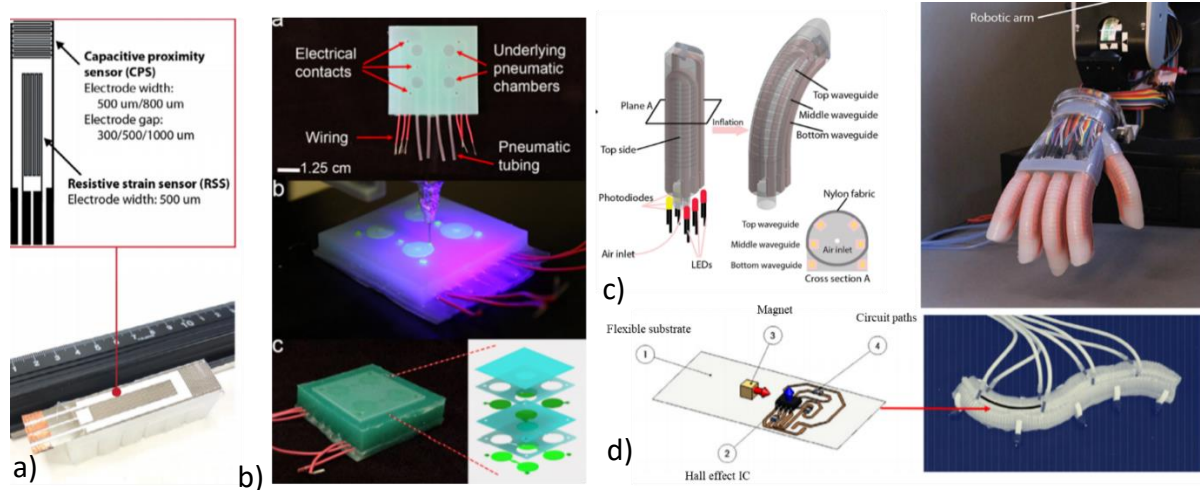 Capacitive proximity
sensor (CPS)
Electrode width:
500 um/800 um
Electrode gap:
300/500/1000 um
Resistive strain sensor (RSS)
Electrode width: 500 um
a)
a
Electrical
contacts
Underlying
pneumatic
chambers
Wiring
Pneumatic
tubing
1.25 cm
b
c
b)
Plane A
Inflation
Top side
Top waveguide
Middle waveguide
Bottom waveguide
Photodiodes
Air inlet
LEDs
Nylon fabric
Top waveguide
Middle waveguide
Bottom waveguide
Air inlet
Cross section A
c)
Robotic arm
Magnet
Flexible substrate
Circuit paths
1
3
4
2
Hall effect IC
d)